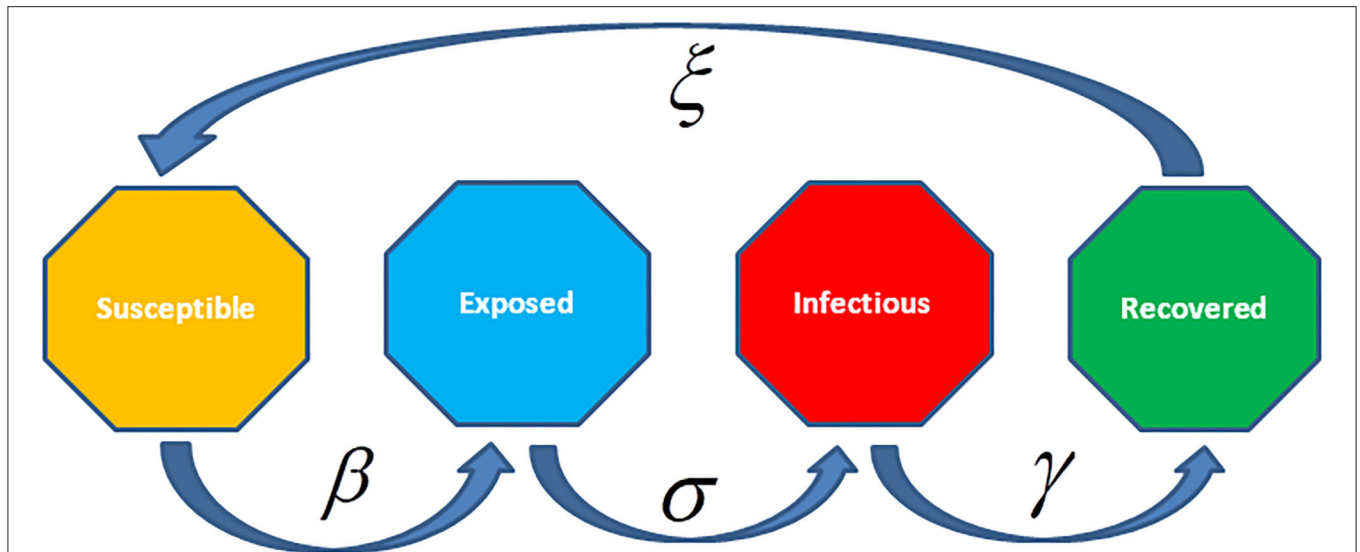 ξ
Susceptible
Exposed
Infectious
Recovered
β
σ
γ